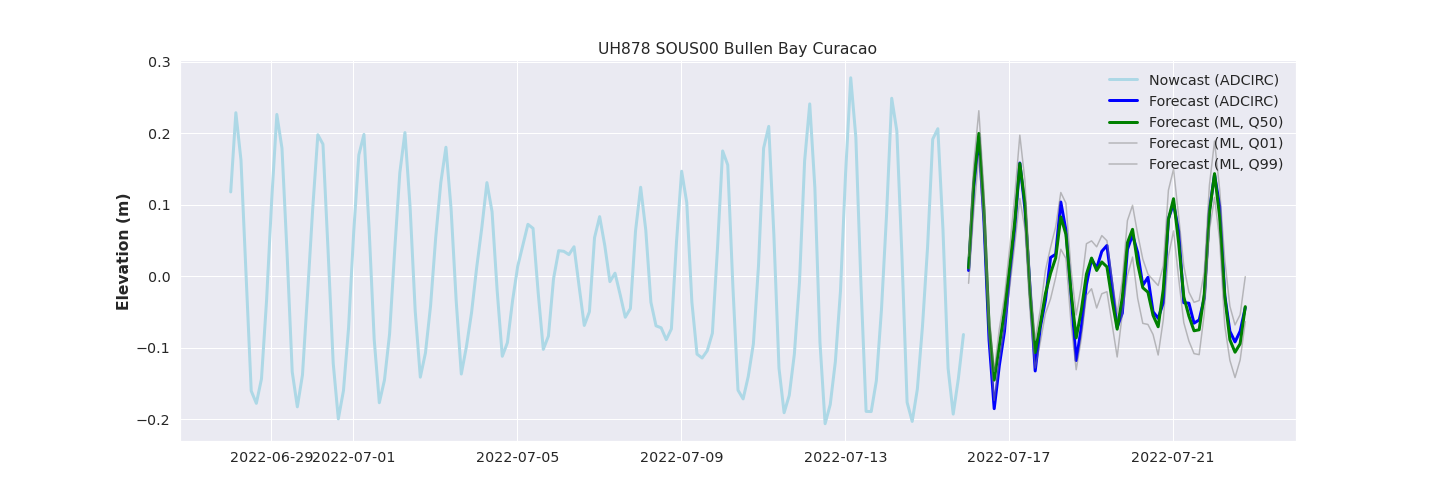 UH878 SOUS00 Bullen Bay Curacao
Elevation (m)
0.3
0.2
0.1
0.0
−0.1
−0.2
Nowcast (ADCIRC)
Forecast (ADCIRC)
Forecast (ML, Q50)
Forecast (ML, Q01)
Forecast (ML, Q99)
2022-06-29 2022-07-01 2022-07-05 2022-07-09 2022-07-13 2022-07-17 2022-07-21